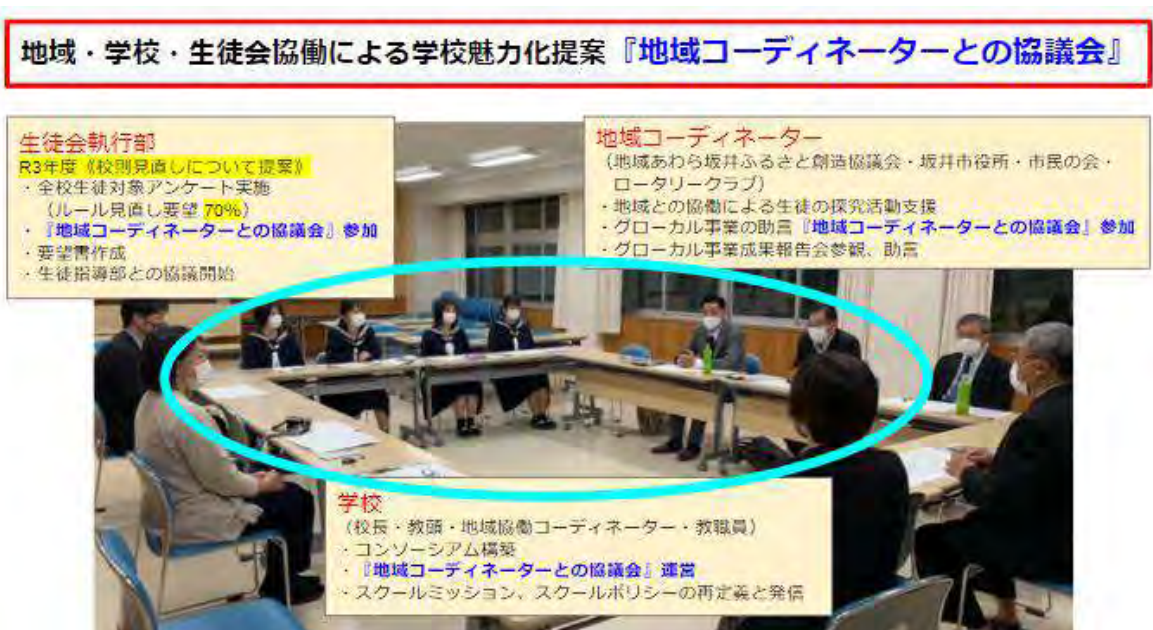 地域・学校・生徒会協働による学校魅力化提案『地域コーディネーターとの協議会』
生徒会執行部
R3年度《校則見直しについて提案》
・全校生徒対象アンケート実施
（ルール見直し要望 70%）
・『地域コーディネーターとの協議会』参加
・要望書作成
・生徒指導部との協議開始
地域コーディネーター
（地域あわら坂井ふるさと創造協議会・坂井市役所・市民の会・
ロータリークラブ）
・地域との協働による生徒の探究活動支援
・グローカル事業の助言『地域コーディネーターとの協議会』参加
・グローカル事業成果報告会参観、助言
学校
（校長・教頭・地域協働コーディネーター・教職員）
・コンソーシアム構築
・『地域コーディネーターとの協議会』運営
・スクールミッション、スクールポリシーの再定義と発信